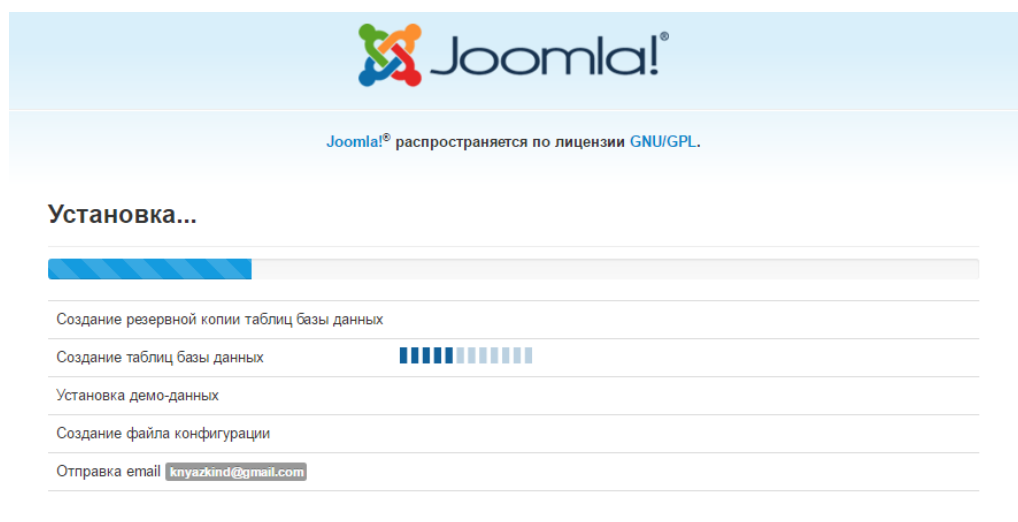 Joomla!®
Joomla!® распространяется по лицензии GNU/GPL.
Установка...
Создание резервной копии таблиц базы данных
Создание таблиц базы данных
Установка демо-данных
Создание файла конфигурации
Отправка email knyazkind@gmail.com